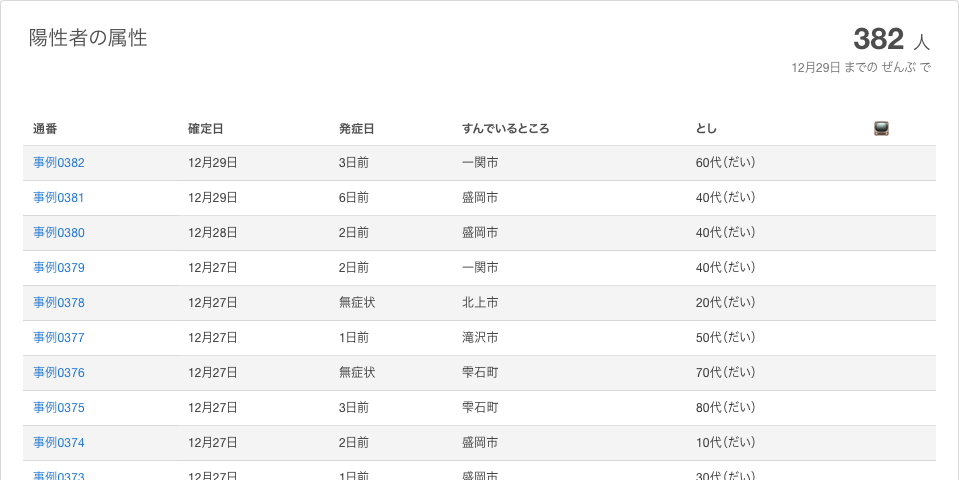 陽性者の属性
382 人
12月29日 までの ぜんぶ で
通番 確定日 発症日 すんでいるところ とし
事例0382 12月29日 3日前 一関市 60代（だい）
事例0381 12月29日 6日前 盛岡市 40代（だい）
事例0380 12月28日 2日前 盛岡市 40代（だい）
事例0379 12月27日 2日前 一関市 40代（だい）
事例0378 12月27日 無症状 北上市 20代（だい）
事例0377 12月27日 1日前 滝沢市 50代（だい）
事例0376 12月27日 無症状 雫石町 70代（だい）
事例0375 12月27日 3日前 雫石町 80代（だい）
事例0374 12月27日 2日前 盛岡市 10代（だい）
事例0373 12月27日 1日前 盛岡市 30代（だい）